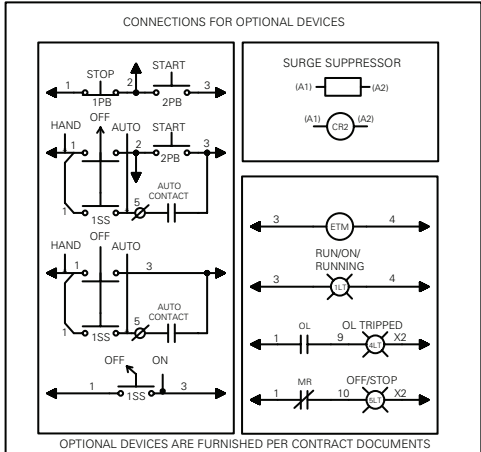 CONNECTIONS FOR OPTIONAL DEVICES
1 STOP 2 START 3
1PB 2PB
OFF
HAND AUTO START
1 2 3
2PB
AUTO
CONTACT
5
1 1SS
OFF
HAND AUTO
1 3
AUTO
CONTACT
5
1 1SS
OFF ON
1 3
1SS
SURGE SUPPRESSOR
(A1) (A2)
(A1) CR2 (A2)
3 ETM 4
RUN/ON/
RUNNING
3 1LT 4
OL OL TRIPPED
1 9 4LT X2
MR OFF/STOP
1 10 5LT X2
OPTIONAL DEVICES ARE FURNISHED PER CONTRACT DOCUMENTS